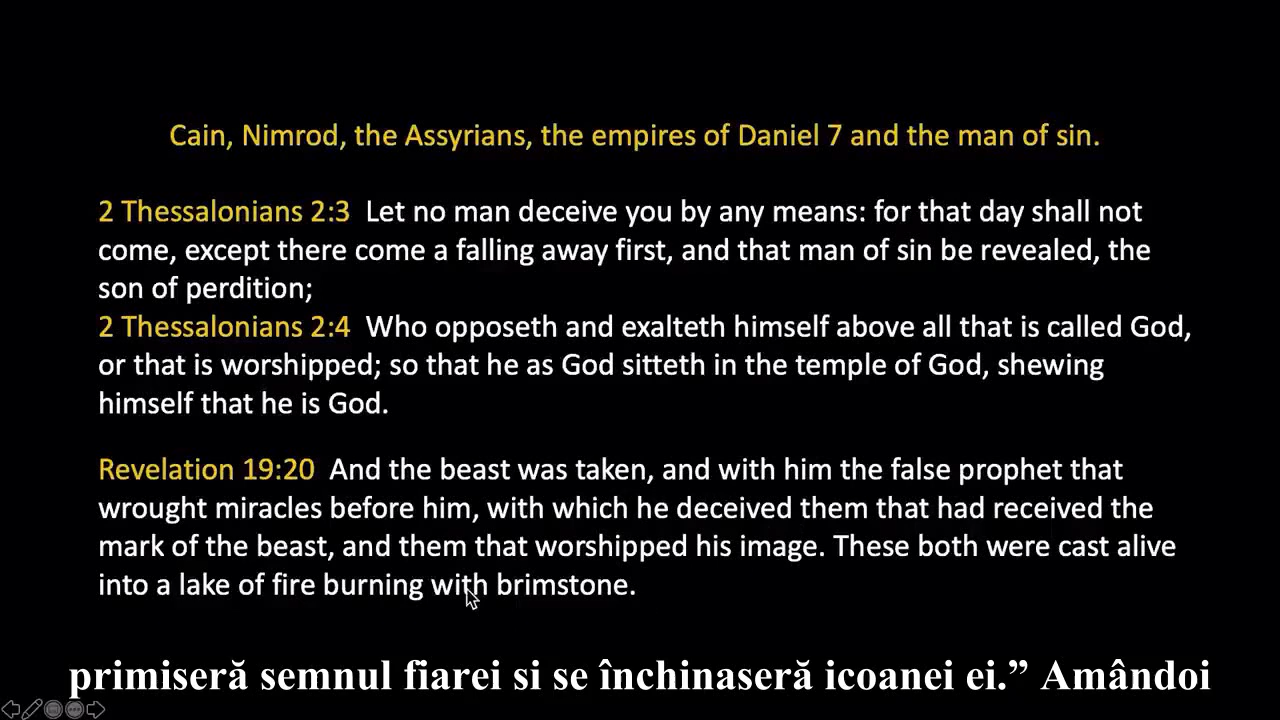 Cain, Nimrod, the Assyrians, the empires of Daniel 7 and the man of sin.
2 Thessalonians 2:3  Let no man deceive you by any means: for that day shall not
come, except there come a falling away first, and that man of sin be revealed, the
son of perdition;
2 Thessalonians 2:4  Who opposeth and exalteth himself above all that is called God,
or that is worshipped; so that he as God sitteth in the temple of God, shewing
himself that he is God.
Revelation 19:20  And the beast was taken, and with him the false prophet that
wrought miracles before him, with which he deceived them that had received the
mark of the beast, and them that worshipped his image. These both were cast alive
into a lake of fire burning with brimstone.
primiseră semnul fiarei si se închinaseră icoanei ei.” Amândoi